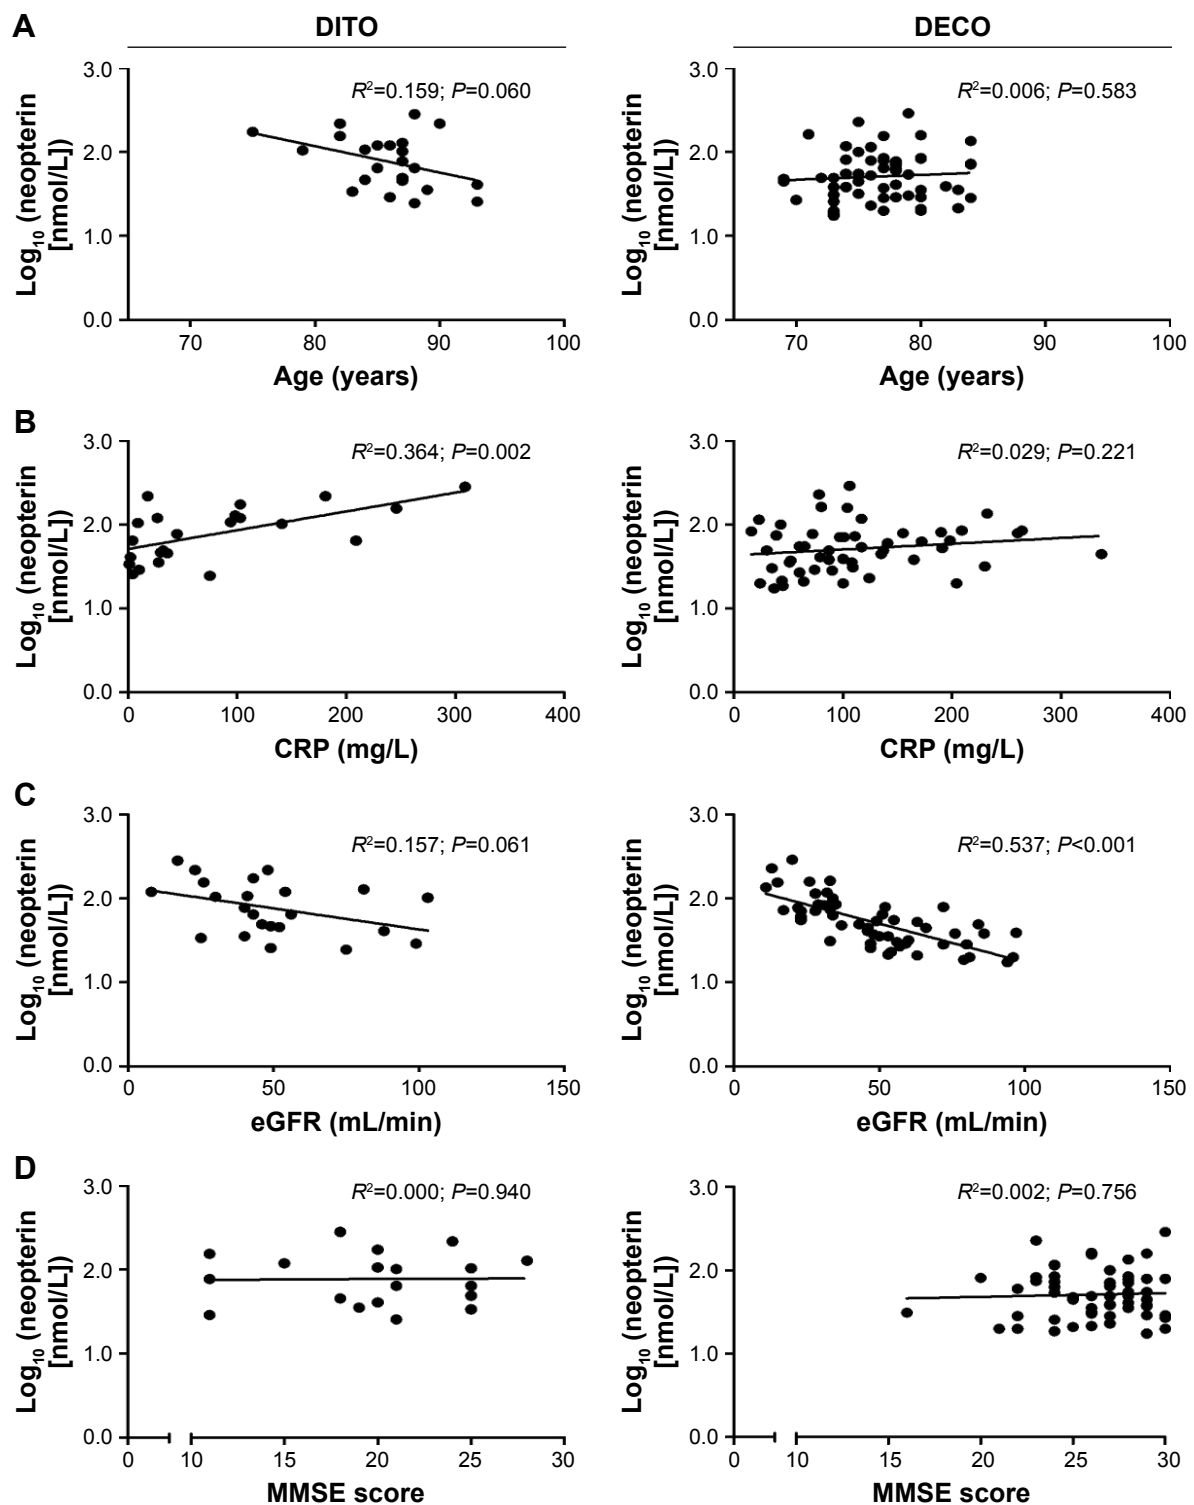 A
DITO
DECO
R²=0.159; P=0.060
R²=0.006; P=0.583
Log₁₀ (neopterin
[nmol/L])
3.0
2.0
1.0
0.0
70 80 90 100
Age (years)
Log₁₀ (neopterin
[nmol/L])
3.0
2.0
1.0
0.0
70 80 90 100
Age (years)
B
R²=0.364; P=0.002
R²=0.029; P=0.221
Log₁₀ (neopterin
[nmol/L])
3.0
2.0
1.0
0.0
0 100 200 300 400
CRP (mg/L)
Log₁₀ (neopterin
[nmol/L])
3.0
2.0
1.0
0.0
0 100 200 300 400
CRP (mg/L)
C
R²=0.157; P=0.061
R²=0.537; P<0.001
Log₁₀ (neopterin
[nmol/L])
3.0
2.0
1.0
0.0
0 50 100 150
eGFR (mL/min)
Log₁₀ (neopterin
[nmol/L])
3.0
2.0
1.0
0.0
0 50 100 150
eGFR (mL/min)
D
R²=0.000; P=0.940
R²=0.002; P=0.756
Log₁₀ (neopterin
[nmol/L])
3.0
2.0
1.0
0.0
0 10 15 20 25 30
MMSE score
Log₁₀ (neopterin
[nmol/L])
3.0
2.0
1.0
0.0
0 10 15 20 25 30
MMSE score